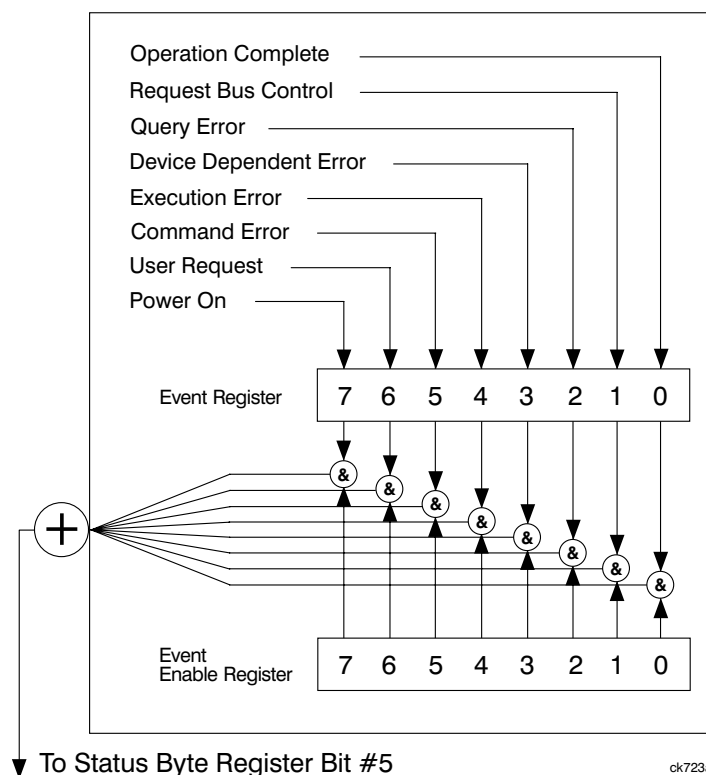 Operation Complete
Request Bus Control
Query Error
Device Dependent Error
Execution Error
Command Error
User Request
Power On
Event Register 7 6 5 4 3 2 1 0
&
&
&
&
&
&
&
&
+
Event
Enable Register 7 6 5 4 3 2 1 0
To Status Byte Register Bit #5